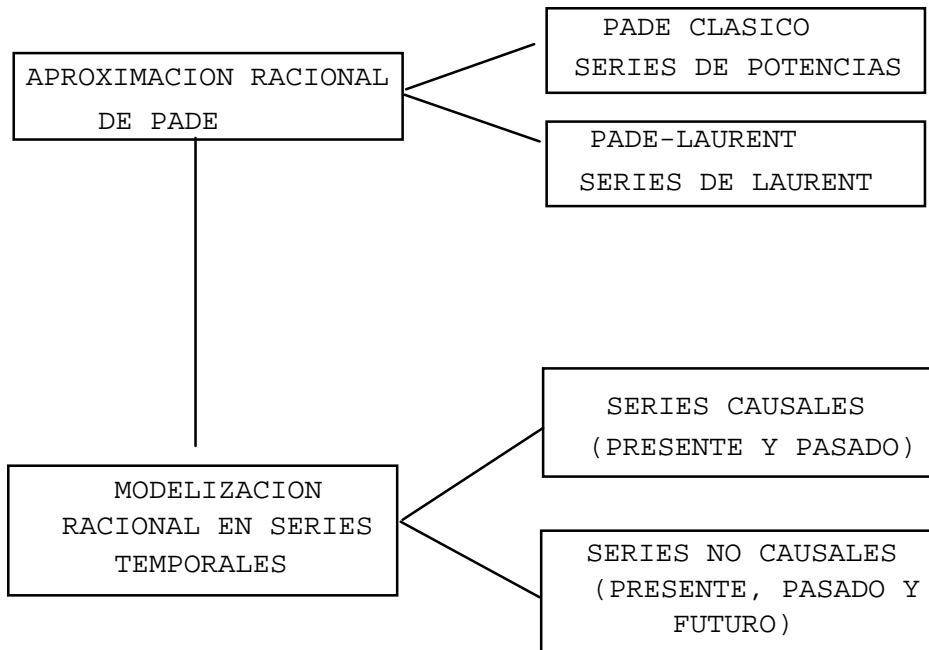 PADE CLASICO
SERIES DE POTENCIAS
APROXIMACION RACIONAL
DE PADE
PADE-LAURENT
SERIES DE LAURENT
SERIES CAUSALES
(PRESENTE Y PASADO)
MODELIZACION
RACIONAL EN SERIES
TEMPORALES
SERIES NO CAUSALES
(PRESENTE, PASADO Y
FUTURO)